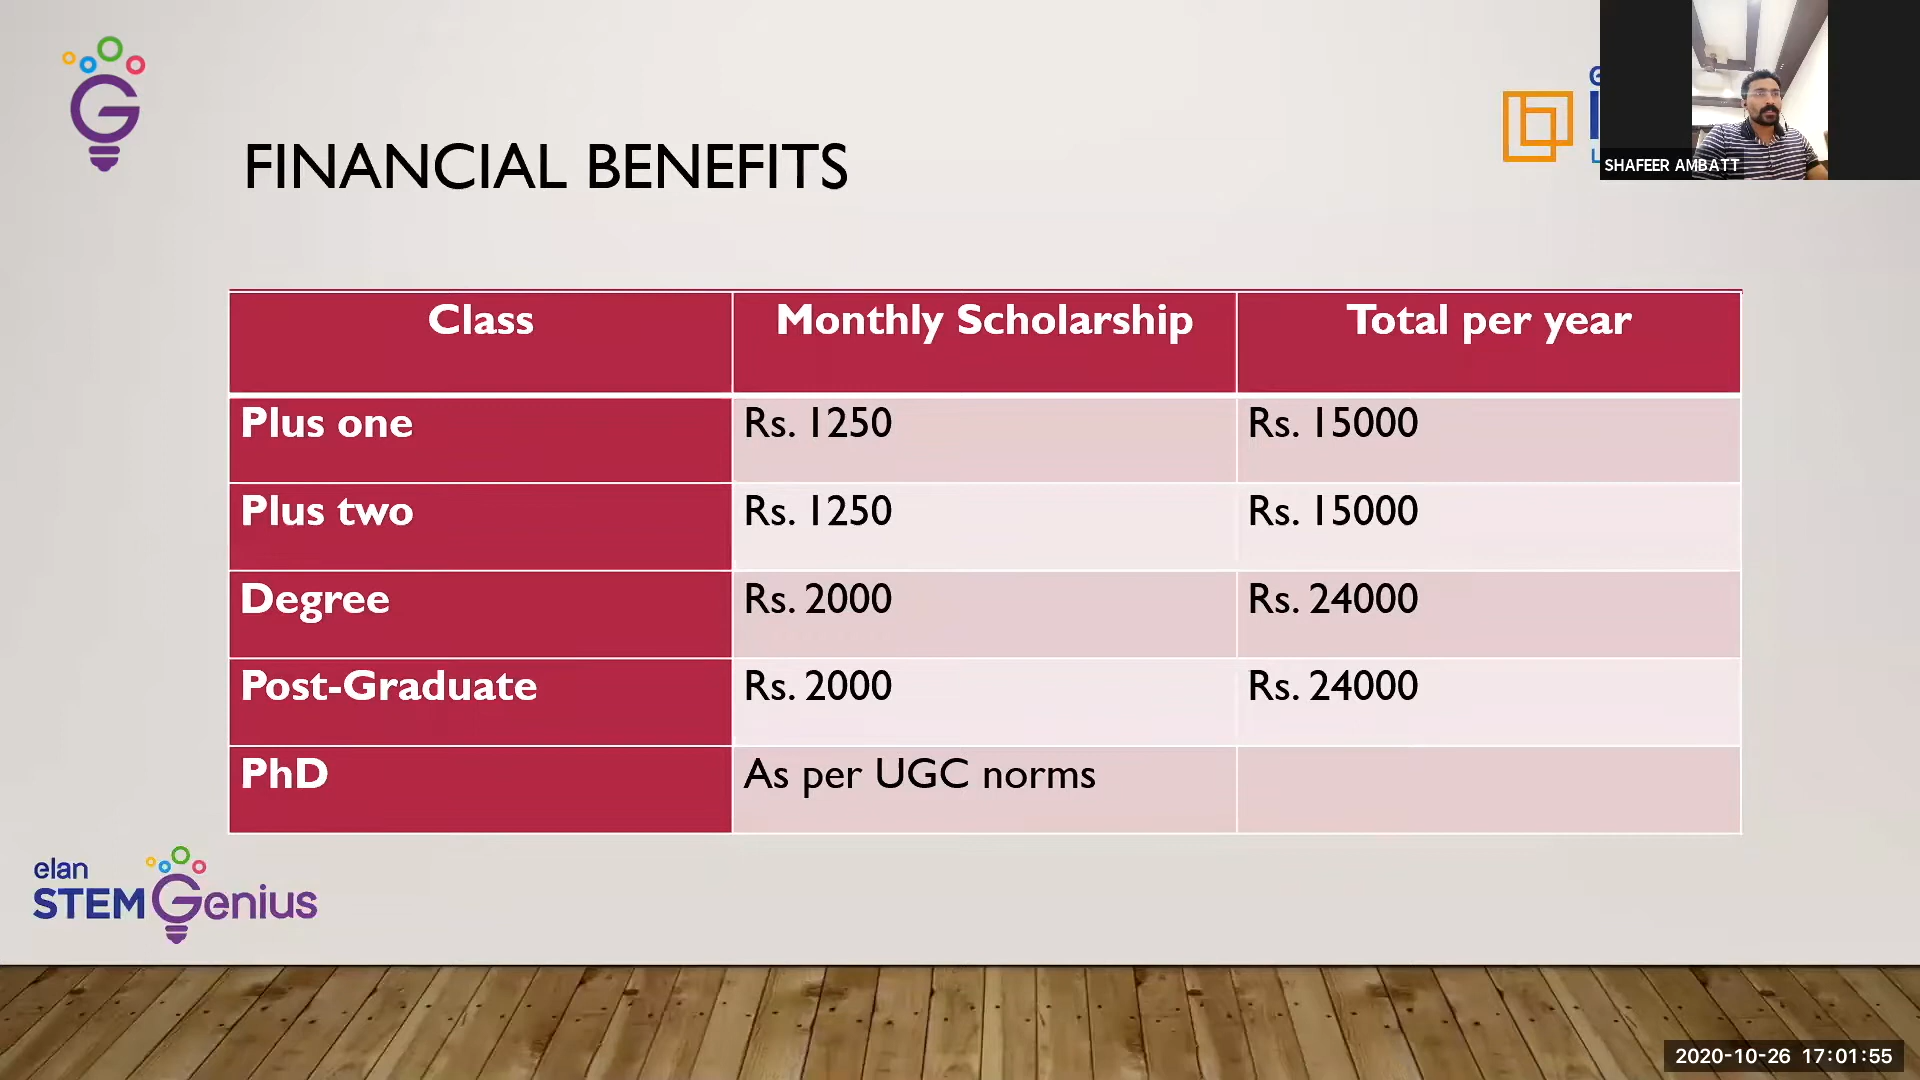 FINANCIAL BENEFITS
SHAFEER AMBATT
Class Monthly Scholarship Total per year
Plus one Rs. 1250 Rs. 15000
Plus two Rs. 1250 Rs. 15000
Degree Rs. 2000 Rs. 24000
Post-Graduate Rs. 2000 Rs. 24000
PhD As per UGC norms
elan
STEM Genius
2020-10-26 17:01:55